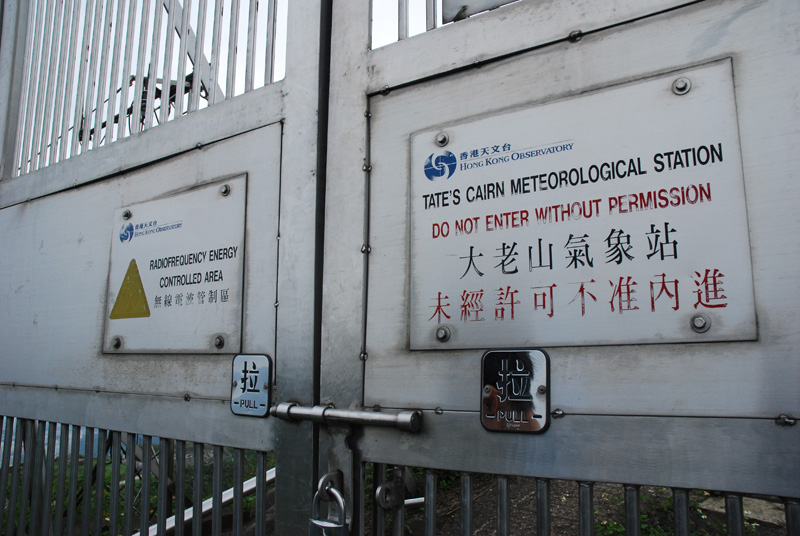 香港天文台
HONG KONG OBSERVATORY
RADIOFREQUENCY ENERGY
CONTROLLED AREA
無線電波管制區
拉
PULL
香港天文台
HONG KONG OBSERVATORY
TATE'S CAIRN METEOROLOGICAL STATION
DO NOT ENTER WITHOUT PERMISSION
大老山氣象站
未經許可不准內進
拉
PULL